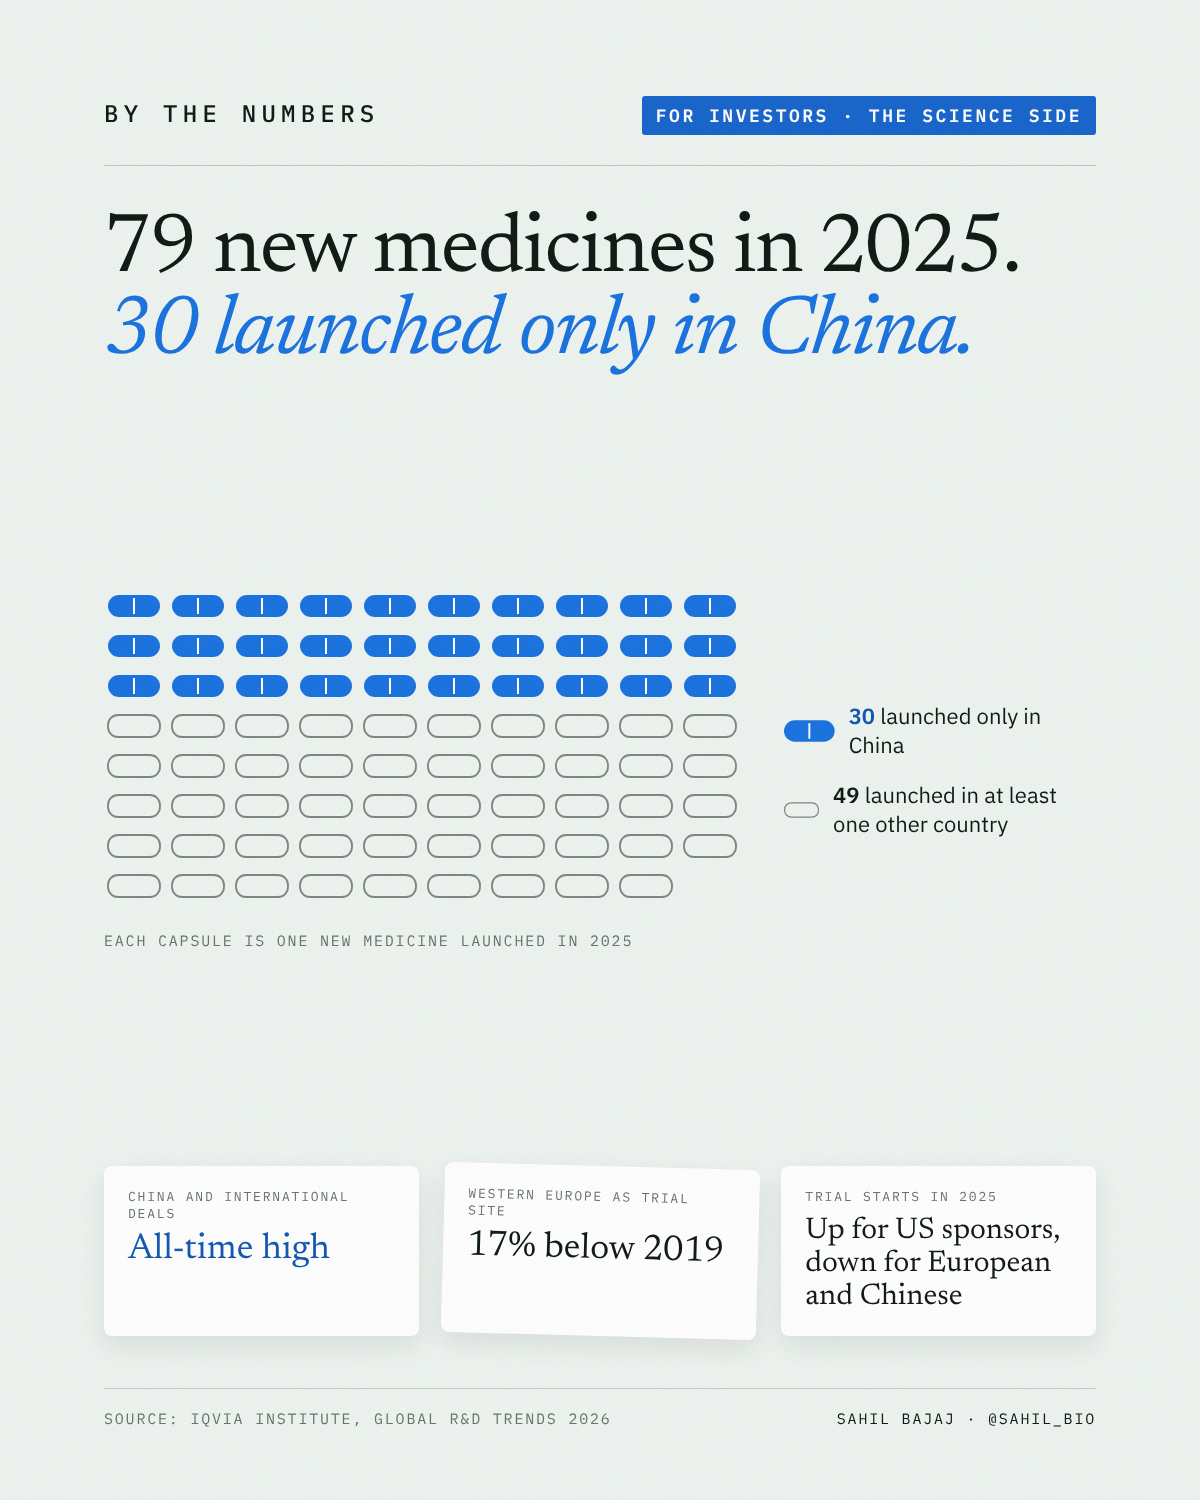 BY THE NUMBERS
FOR INVESTORS · THE SCIENCE SIDE
79 new medicines in 2025.
30 launched only in China.
30 launched only in
China
49 launched in at least
one other country
EACH CAPSULE IS ONE NEW MEDICINE LAUNCHED IN 2025
CHINA AND INTERNATIONAL
DEALS
All-time high
WESTERN EUROPE AS TRIAL
SITE
17% below 2019
TRIAL STARTS IN 2025
Up for US sponsors,
down for European
and Chinese
SOURCE: IQVIA INSTITUTE, GLOBAL R&D TRENDS 2026
SAHIL BAJAJ · @SAHIL_BIO